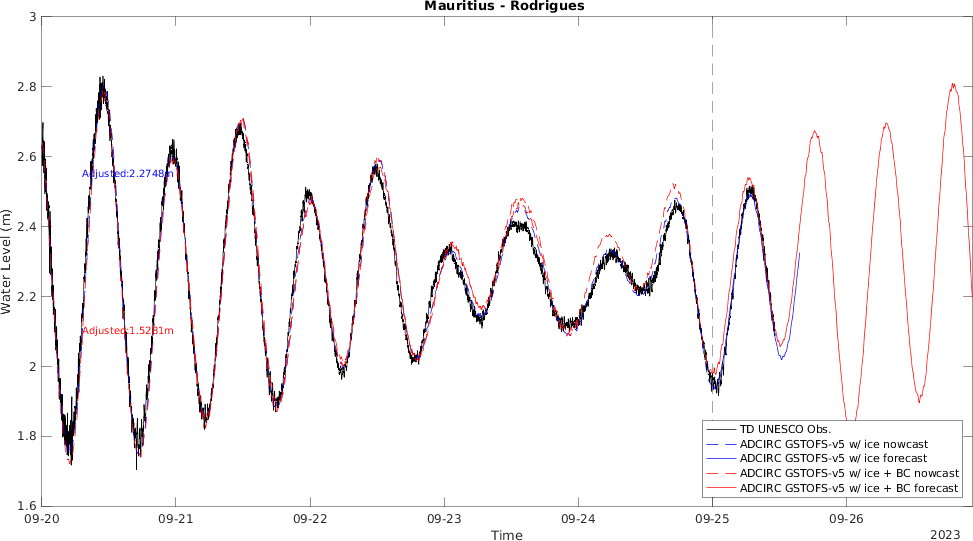 Mauritius - Rodrigues
Water Level (m)
3
2.8
2.6
2.4
2.2
2
1.8
1.6
Adjusted:2.2748m
Adjusted:1.5281m
TD UNESCO Obs.
ADCIRC GSTOFS-v5 w/ ice nowcast
ADCIRC GSTOFS-v5 w/ ice forecast
ADCIRC GSTOFS-v5 w/ ice + BC nowcast
ADCIRC GSTOFS-v5 w/ ice + BC forecast
09-20
09-21
09-22
09-23
09-24
09-25
09-26
Time
2023